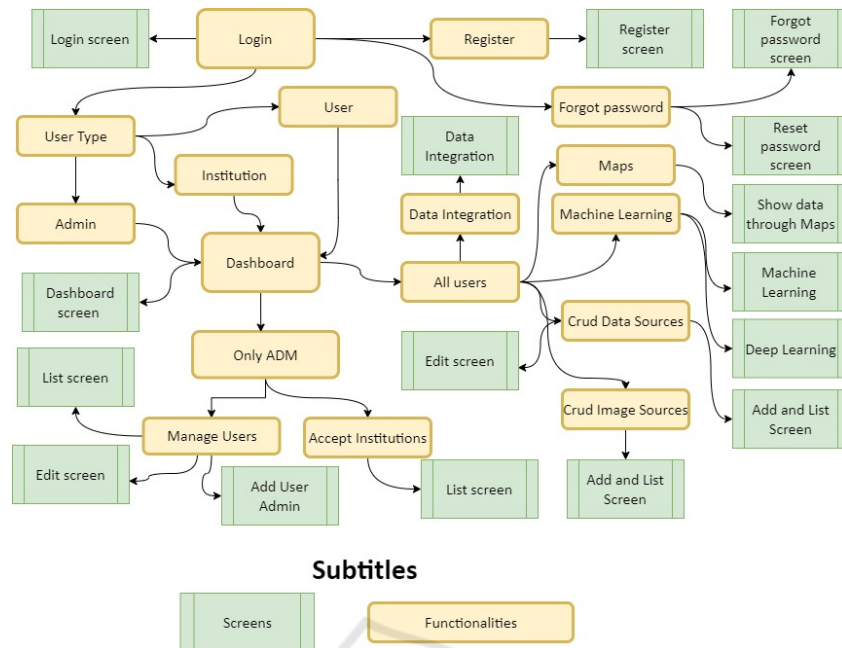 Login screen
Login
Register
Register
screen
Forgot
password
screen
User Type
User
Forgot password
Data
Integration
Reset
password
screen
Institution
Maps
Admin
Data Integration
Machine Learning
Show data
through Maps
Dashboard
All users
Machine
Learning
Dashboard
screen
Crud Data Sources
Only ADM
Edit screen
Deep Learning
List screen
Crud Image Sources
Add and List
Screen
Manage Users
Accept Institutions
Edit screen
Add User
Admin
List screen
Add and List
Screen
Subtitles
Screens
Functionalities